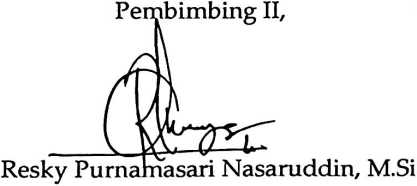 Pembimbing II,
Resky Purnamasari Nasaruddin, M.Si